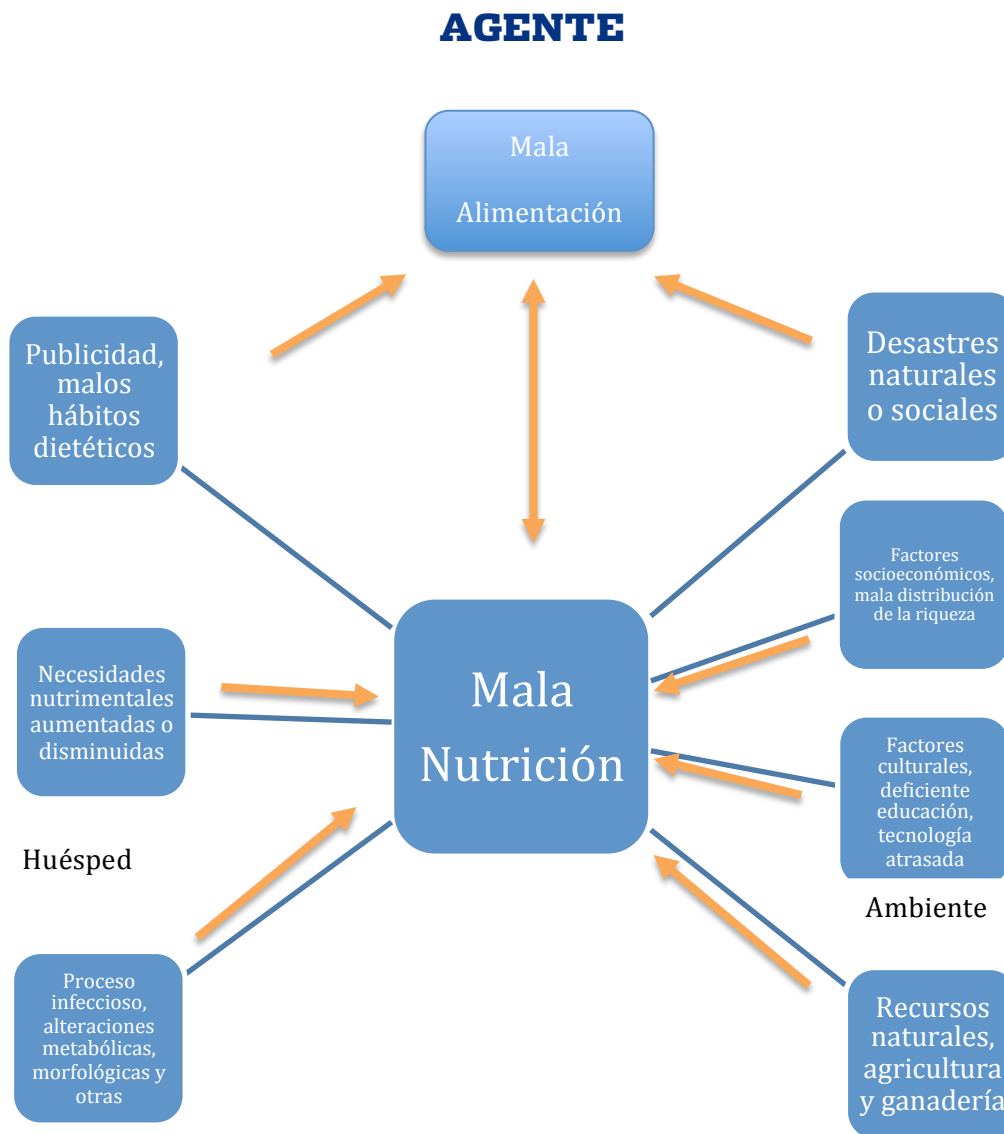 AGENTE
Mala
Alimentación
Publicidad,
malos
hábitos
dietéticos
Desastres
naturales
o sociales
Factores
socioeconómicos,
mala distribución
de la riqueza
Necesidades
nutrimentales
aumentadas o
disminuidas
Mala
Nutrición
Factores
culturales,
deficiente
educación,
tecnología
atrasada
Huésped
Ambiente
Proceso
infeccioso,
alteraciones
metabólicas,
morfológicas y
otras
Recursos
naturales,
agricultura
y ganadería